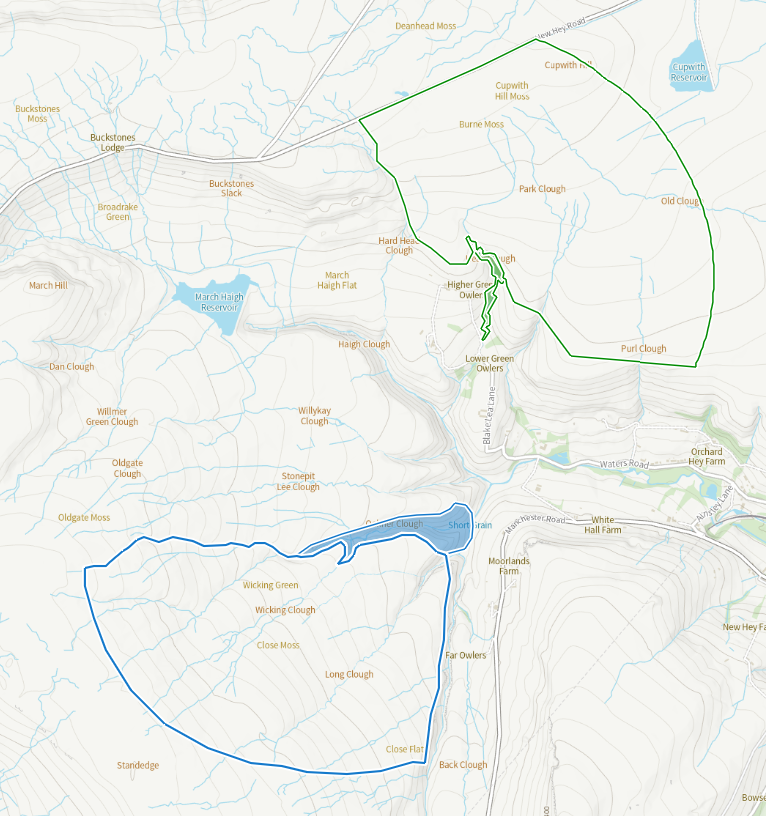 Deanhead Moss
New Hey Road
Cupwith Hill
Cupwith
Reservoir
Cupwith
Hill Moss
Buckstones
Moss
Burne Moss
Buckstones
Lodge
Buckstones
Slack
Park Clough
Old Clough
Broadrake
Green
Hard Head
Clough
March
Haigh Flat
March Hill
Higher Green
Owlers
March Haigh
Reservoir
Haigh Clough
Purl Clough
Lower Green
Owlers
Dan Clough
Willmer
Green Clough
Willykay
Clough
Blake Lea Lane
Orchard
Hey Farm
Oldgate
Clough
Waters Road
Stonepit
Lee Clough
Ainsley Lane
Oldgate Moss
Clough
Short Grain
Manchester Road
White
Hall Farm
Moorlands
Farm
Wicking Green
Wicking Clough
New Hey Fa
Close Moss
Far Owlers
Long Clough
Close Flat
Standedge
Back Clough
Bowse